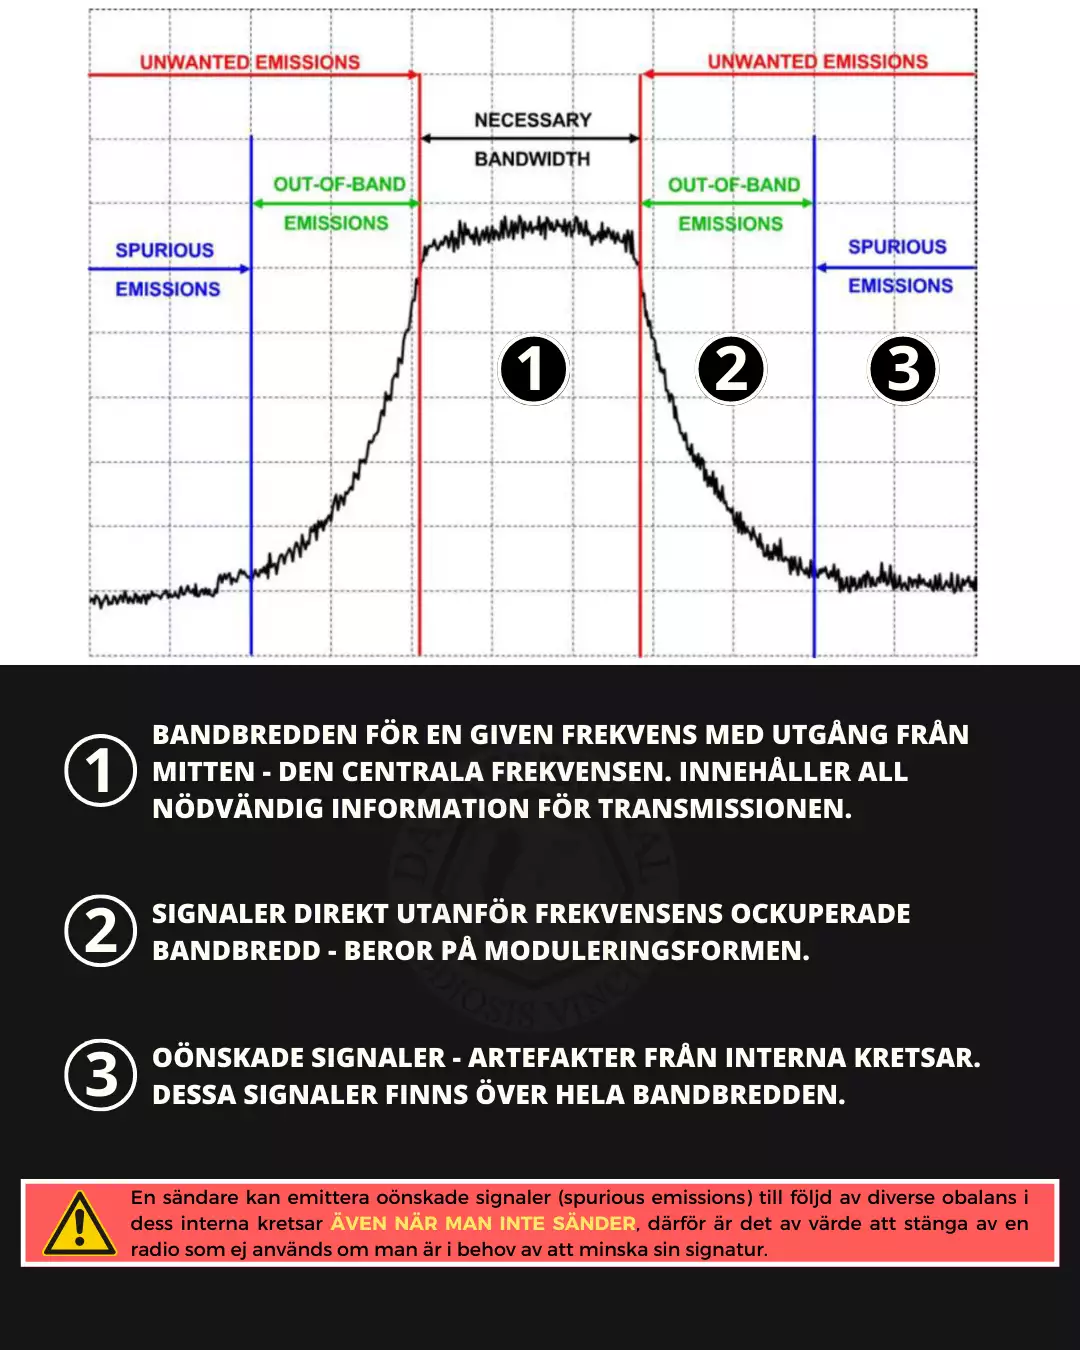 UNWANTED EMISSIONS
UNWANTED EMISSIONS
NECESSARY
BANDWIDTH
OUT-OF-BAND
EMISSIONS
OUT-OF-BAND
EMISSIONS
SPURIOUS
EMISSIONS
SPURIOUS
EMISSIONS
1
2
3
1
BANDBREDDEN FÖR EN GIVEN FREKVENS MED UTGÅNG FRÅN
MITTEN - DEN CENTRALA FREKVENSEN. INNEHÅLLER ALL
NÖDVÄNDIG INFORMATION FÖR TRANSMISSIONEN.
2
SIGNALER DIREKT UTANFÖR FREKVENSENS OCKUPERADE
BANDBREDD - BEROR PÅ MODULERINGSFORMEN.
3
OÖNSKADE SIGNALER - ARTEFAKTER FRÅN INTERNA KRETSAR.
DESSA SIGNALER FINNS ÖVER HELA BANDBREDDEN.
En sändare kan emittera oönskade signaler (spurious emissions) till följd av diverse obalans i
dess interna kretsar ÄVEN NÄR MAN INTE SÄNDER, därför är det av värde att stänga av en
radio som ej används om man är i behov av att minska sin signatur.